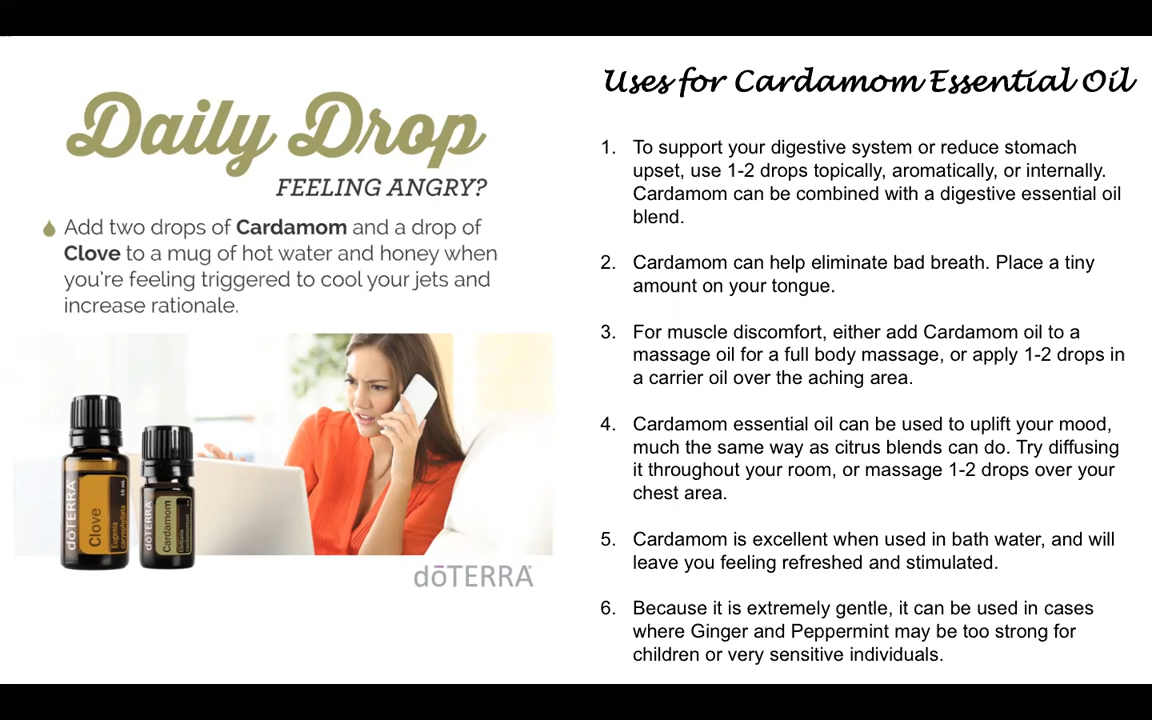 Daily Drop
FEELING ANGRY?
Add two drops of Cardamom and a drop of
Clove to a mug of hot water and honey when
you're feeling triggered to cool your jets and
increase rationale.
dōTERRA
Clove
Eugenia
caryophyllata
15 mL
dōTERRA
Cardamom
dōTERRA
Uses for Cardamom Essential Oil
1. To support your digestive system or reduce stomach
upset, use 1-2 drops topically, aromatically, or internally.
Cardamom can be combined with a digestive essential oil
blend.
2. Cardamom can help eliminate bad breath. Place a tiny
amount on your tongue.
3. For muscle discomfort, either add Cardamom oil to a
massage oil for a full body massage, or apply 1-2 drops in
a carrier oil over the aching area.
4. Cardamom essential oil can be used to uplift your mood,
much the same way as citrus blends can do. Try diffusing
it throughout your room, or massage 1-2 drops over your
chest area.
5. Cardamom is excellent when used in bath water, and will
leave you feeling refreshed and stimulated.
6. Because it is extremely gentle, it can be used in cases
where Ginger and Peppermint may be too strong for
children or very sensitive individuals.